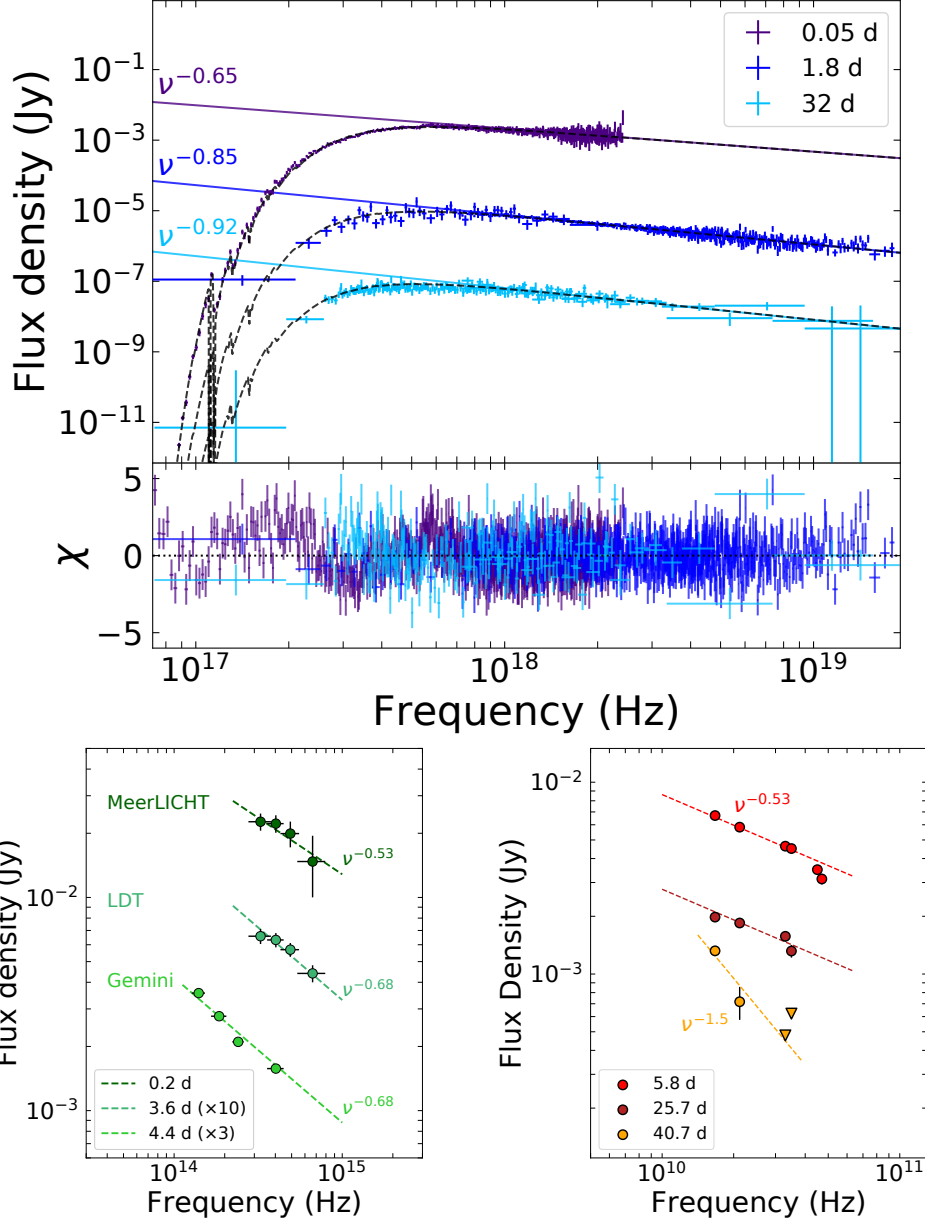 0.05 d
1.8 d
32 d
ν^−0.65
ν^−0.85
ν^−0.92
Flux density (Jy)
10^−1
10^−3
10^−5
10^−7
10^−9
10^−11
χ
5
0
−5
10^17
10^18
10^19
Frequency (Hz)
MeerLICHT
ν^−0.53
LDT
ν^−0.68
Gemini
ν^−0.68
Flux density (Jy)
10^−2
10^−3
0.2 d
3.6 d (×10)
4.4 d (×3)
10^14
10^15
Frequency (Hz)
ν^−0.53
ν^−1.5
Flux Density (Jy)
10^−2
10^−3
5.8 d
25.7 d
40.7 d
10^10
10^11
Frequency (Hz)